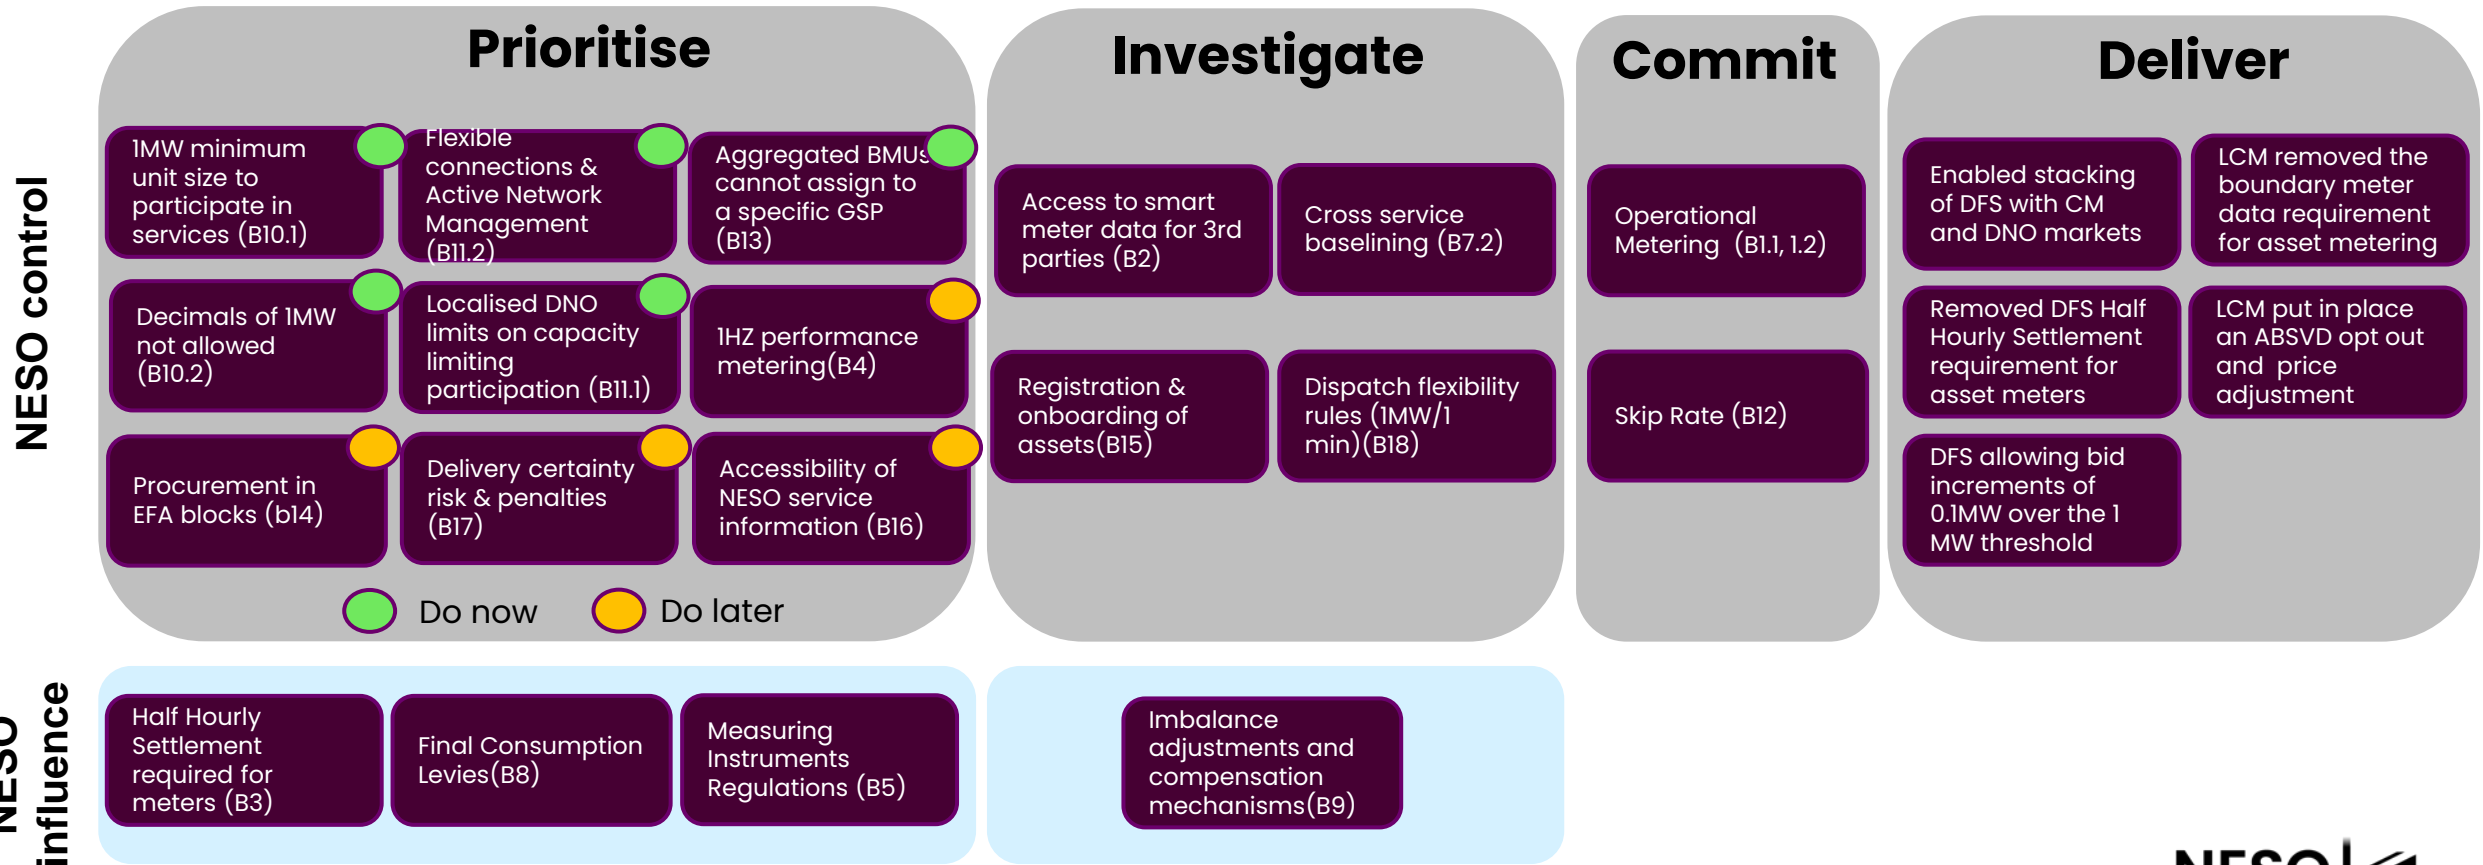 Prioritise
Investigate
Commit
Deliver
NESO control
1MW minimum
unit size to
participate in
services (B10.1)
Flexible
connections &
Active Network
Management
(B11.2)
Aggregated BMUs
cannot assign to
a specific GSP
(B13)
Decimals of 1MW
not allowed
(B10.2)
Localised DNO
limits on capacity
limiting
participation (B11.1)
1HZ performance
metering(B4)
Procurement in
EFA blocks (b14)
Delivery certainty
risk & penalties
(B17)
Accessibility of
NESO service
information (B16)
Do now
Do later
Access to smart
meter data for 3rd
parties (B2)
Cross service
baselining (B7.2)
Registration &
onboarding of
assets(B15)
Dispatch flexibility
rules (1MW/1
min)(B18)
Operational
Metering (B1.1, 1.2)
Skip Rate (B12)
Enabled stacking
of DFS with CM
and DNO markets
LCM removed the
boundary meter
data requirement
for asset metering
Removed DFS Half
Hourly Settlement
requirement for
asset meters
LCM put in place
an ABSVD opt out
and price
adjustment
DFS allowing bid
increments of
0.1MW over the 1
MW threshold
NESO
influence
Half Hourly
Settlement
required for
meters (B3)
Final Consumption
Levies(B8)
Measuring
Instruments
Regulations (B5)
Imbalance
adjustments and
compensation
mechanisms(B9)
NESO